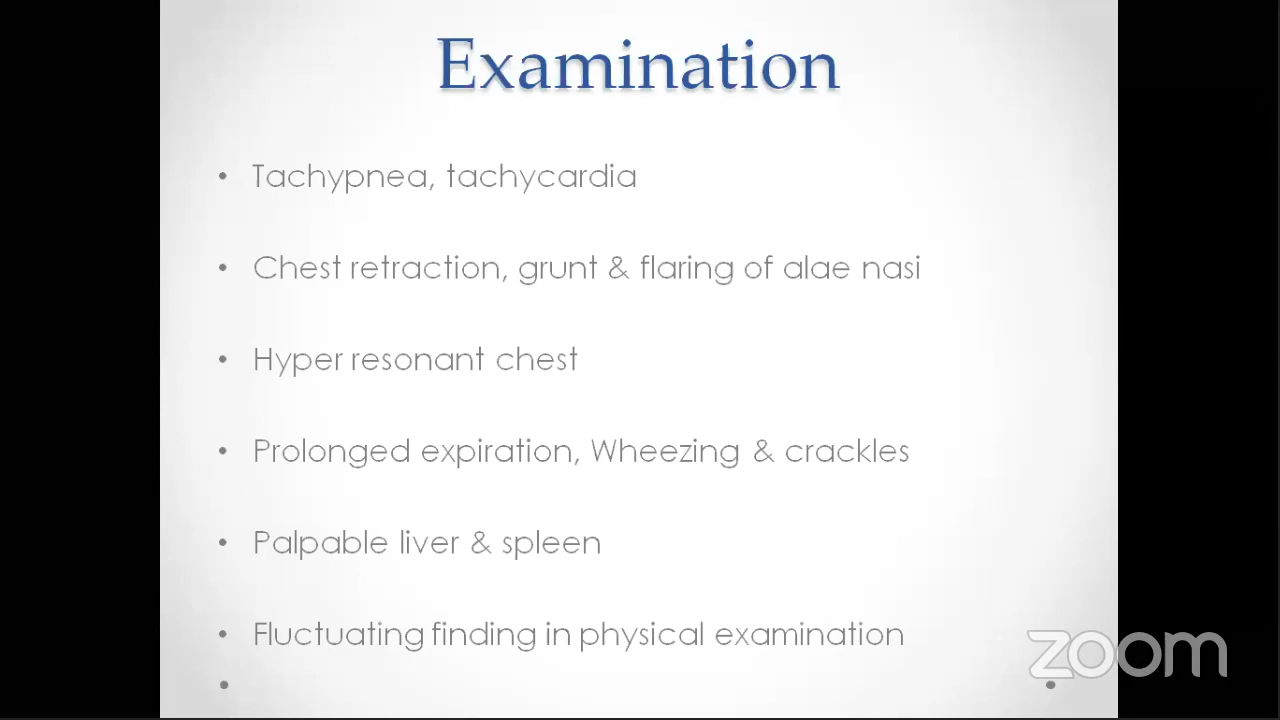 Examination
• Tachypnea, tachycardia
• Chest retraction, grunt & flaring of alae nasi
• Hyper resonant chest
• Prolonged expiration, Wheezing & crackles
• Palpable liver & spleen
• Fluctuating finding in physical examination
zoom